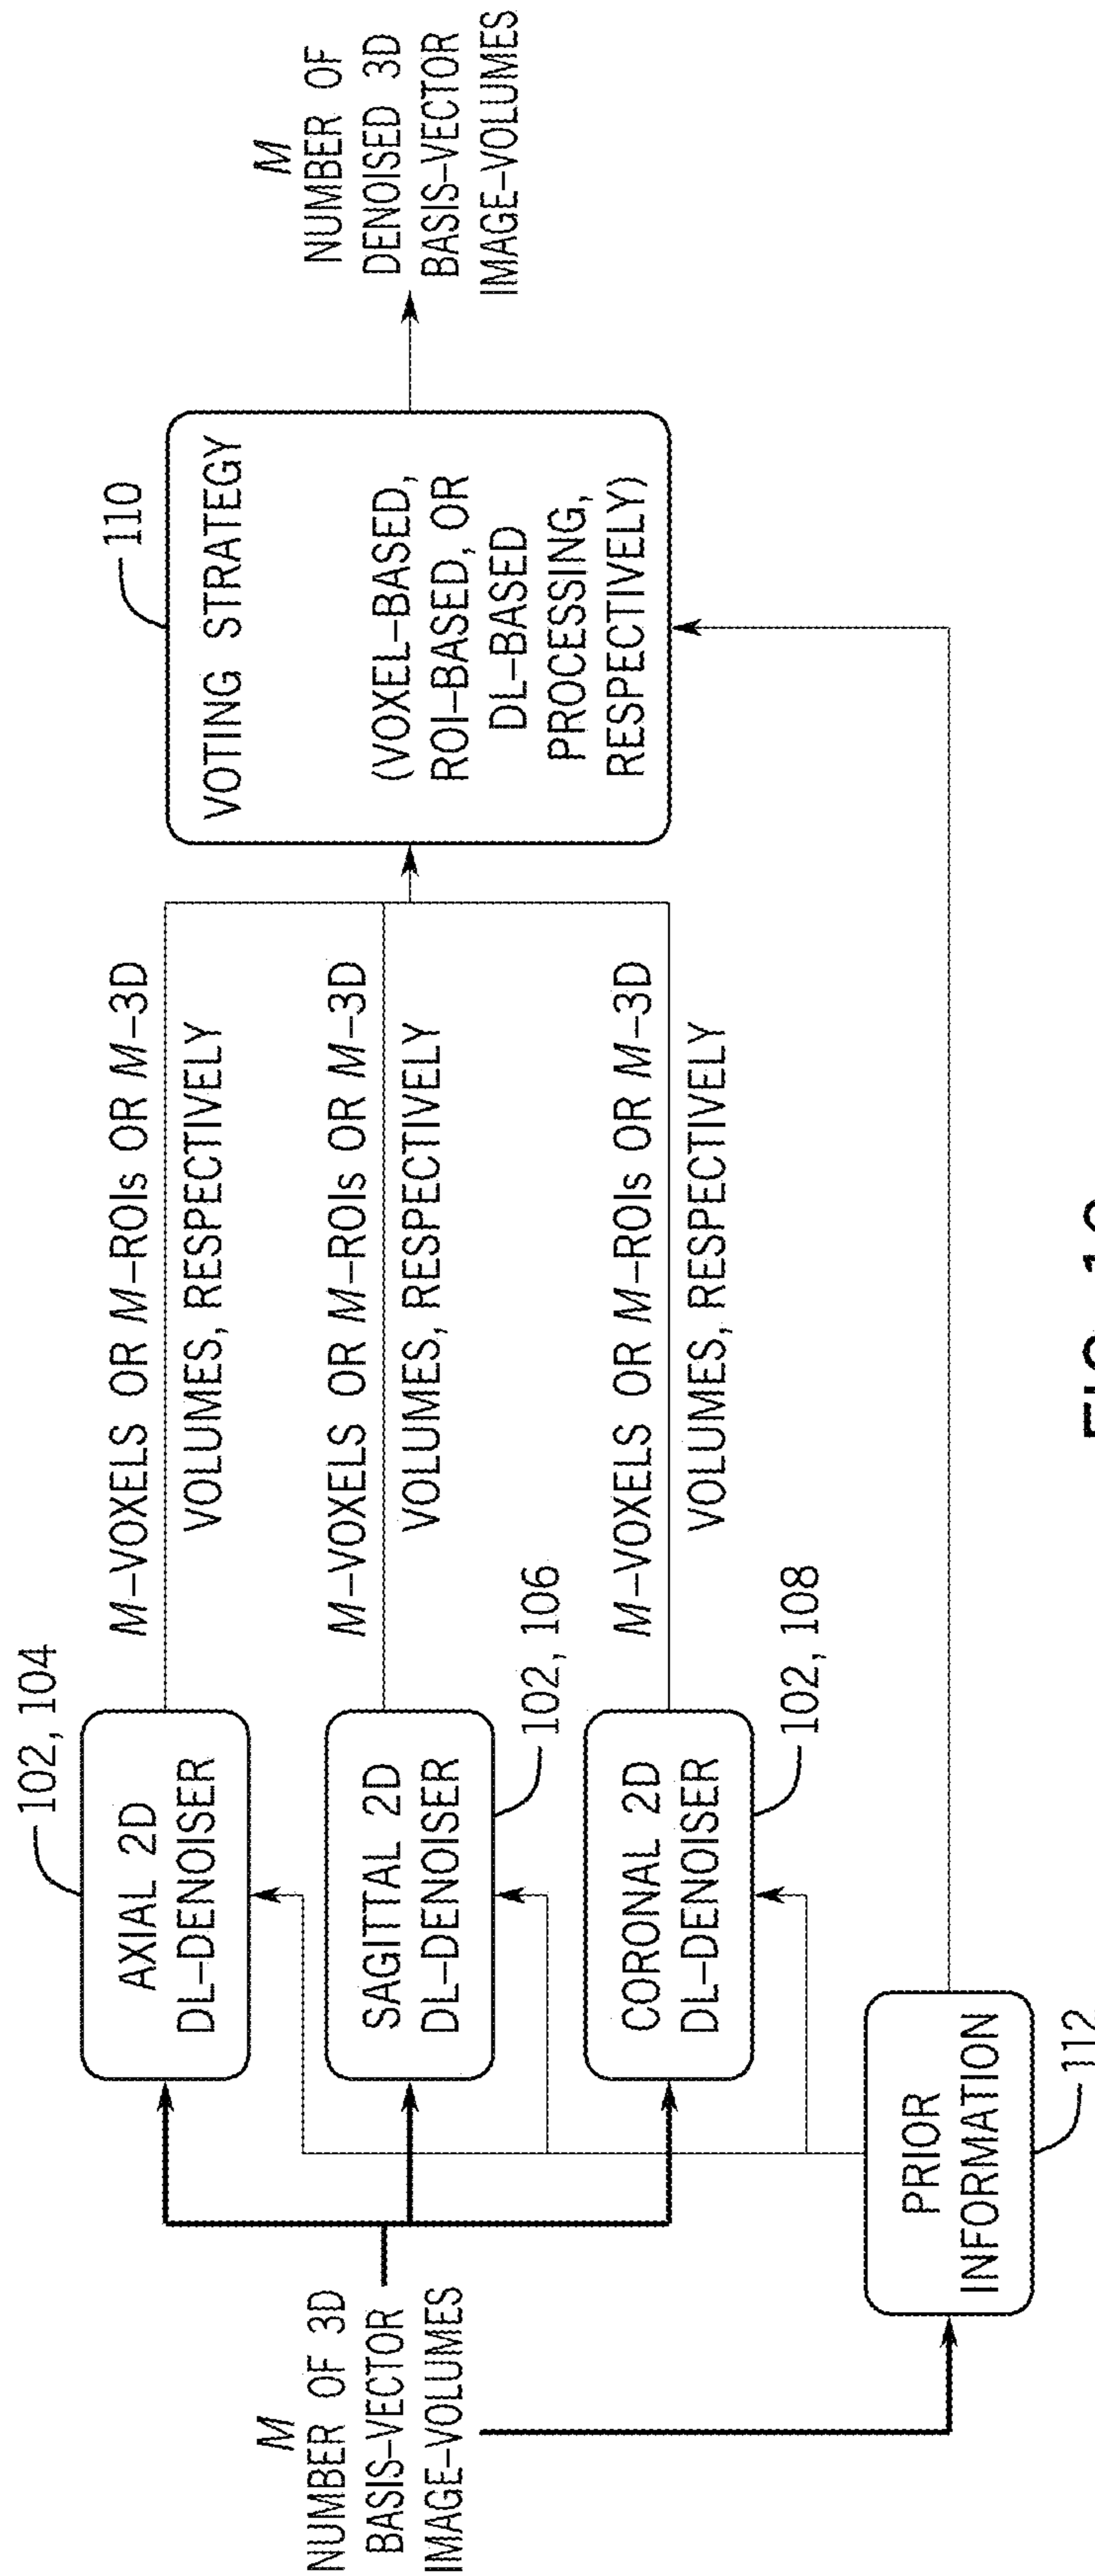 M
NUMBER OF 3D
BASIS–VECTOR
IMAGE–VOLUMES
102, 104
AXIAL 2D
DL–DENOISER
M–VOXELS OR M–ROIs OR M–3D
VOLUMES, RESPECTIVELY
SAGITTAL 2D
DL–DENOISER
102, 106
M–VOXELS OR M–ROIs OR M–3D
VOLUMES, RESPECTIVELY
CORONAL 2D
DL–DENOISER
102, 108
M–VOXELS OR M–ROIs OR M–3D
VOLUMES, RESPECTIVELY
PRIOR
INFORMATION
112
110
VOTING STRATEGY
(VOXEL–BASED,
ROI–BASED, OR
DL–BASED
PROCESSING,
RESPECTIVELY)
M
NUMBER OF
DENOISED 3D
BASIS–VECTOR
IMAGE–VOLUMES